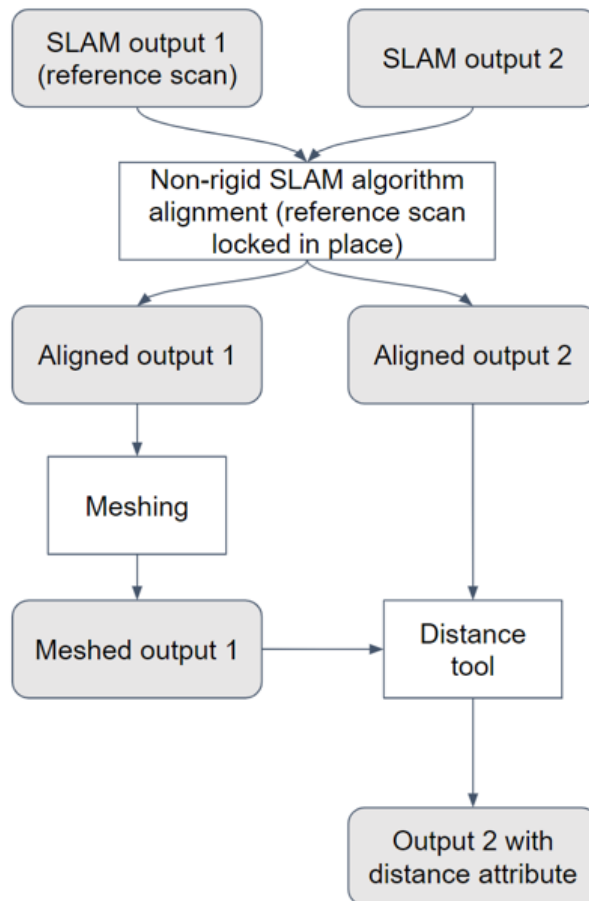 SLAM output 1
(reference scan)
SLAM output 2
Non-rigid SLAM algorithm
alignment (reference scan
locked in place)
Aligned output 1
Aligned output 2
Meshing
Meshed output 1
Distance
tool
Output 2 with
distance attribute